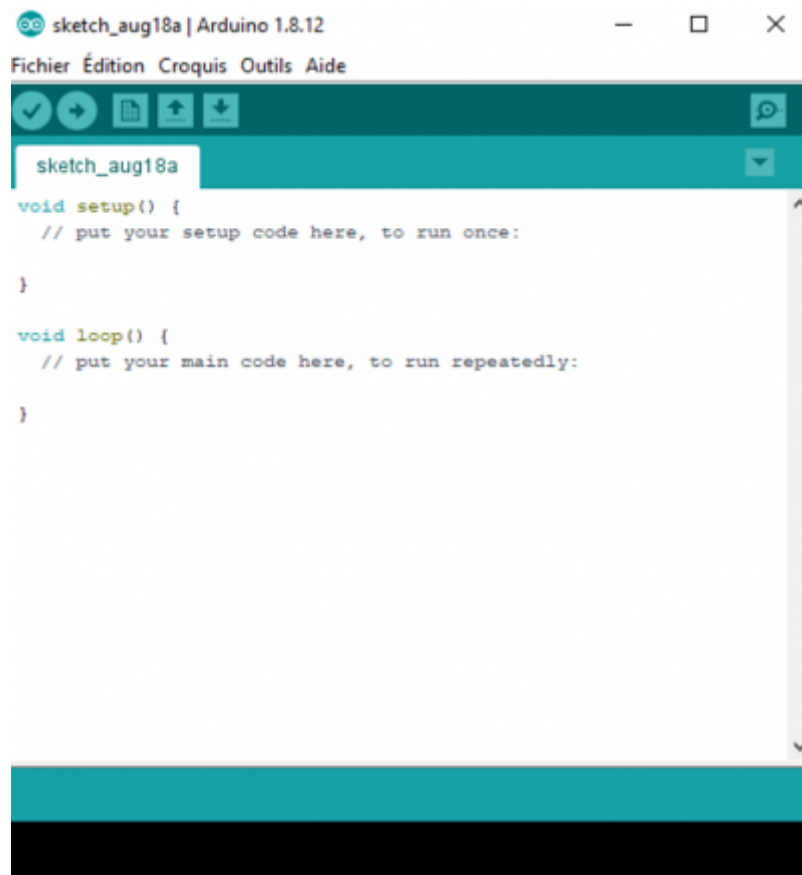 sketch_aug18a | Arduino 1.8.12
Fichier Édition Croquis Outils Aide
sketch_aug18a
void setup() {
  // put your setup code here, to run once:
}
void loop() {
  // put your main code here, to run repeatedly:
}